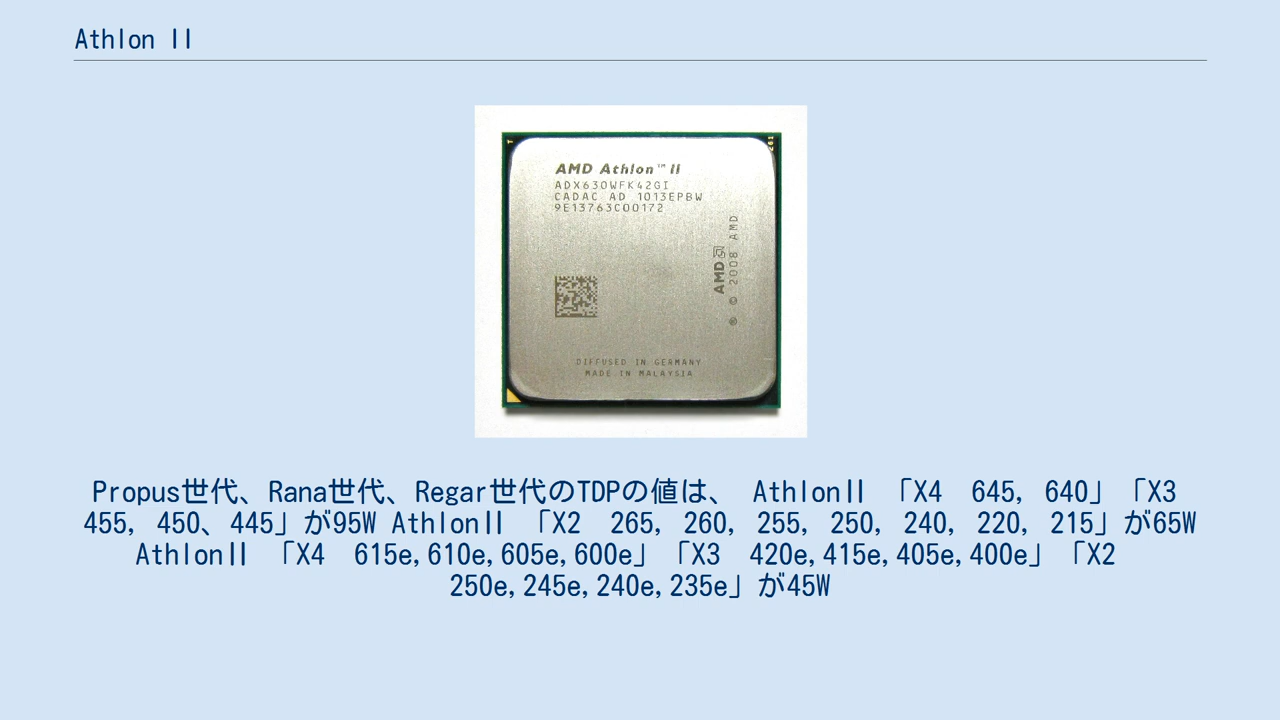 Athlon II
AMD Athlon™ II
ADX630WFK42GI
CADAC AD 1013EPBW
9E13763C00172
AMD
® © 2008 AMD
DIFFUSED IN GERMANY
MADE IN MALAYSIA
Propus世代、Rana世代、Regar世代のTDPの値は、 AthlonⅡ 「X4　645, 640」「X3
455, 450、445」が95W AthlonⅡ 「X2　265, 260, 255, 250, 240, 220, 215」が65W
AthlonⅡ 「X4　615e,610e,605e,600e」「X3　420e,415e,405e,400e」「X2
250e,245e,240e,235e」が45W